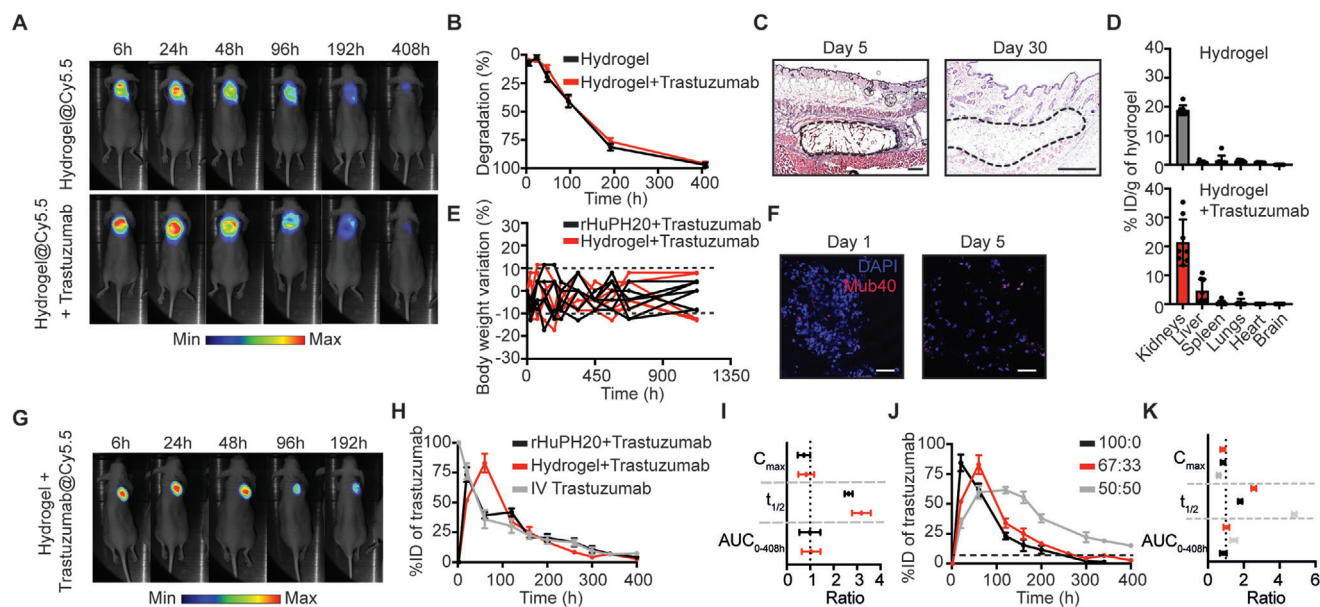 A
6h 24h 48h 96h 192h 408h
Hydrogel@Cy5.5
Hydrogel@Cy5.5
+ Trastuzumab
Min Max
B
Hydrogel
Hydrogel+Trastuzumab
Degradation (%)
0
25
50
75
100
0 100 200 300 400
Time (h)
C
Day 5 Day 30
D
Hydrogel
40
30
20
10
0
Hydrogel
+Trastuzumab
40
30
20
10
0
% ID/g of hydrogel
Kidneys
Liver
Spleen
Lungs
Heart
Brain
E
rHuPH20+Trastuzumab
Hydrogel+Trastuzumab
Body weight variation (%)
30
20
10
0
-10
-20
-30
0 450 900 1350
Time (h)
F
Day 1 Day 5
DAPI
Mub40
G
6h 24h 48h 96h 192h
Hydrogel +
Trastuzumab@Cy5.5
Min Max
H
rHuPH20+Trastuzumab
Hydrogel+Trastuzumab
IV Trastuzumab
%ID of trastuzumab
100
75
50
25
0
0 100 200 300 400
Time (h)
I
Cmax
t1/2
AUC0-408h
0 1 2 3 4
Ratio
J
100:0
67:33
50:50
%ID of trastuzumab
100
75
50
25
0
0 100 200 300 400
Time (h)
K
Cmax
t1/2
AUC0-408h
0 2 4 6
Ratio